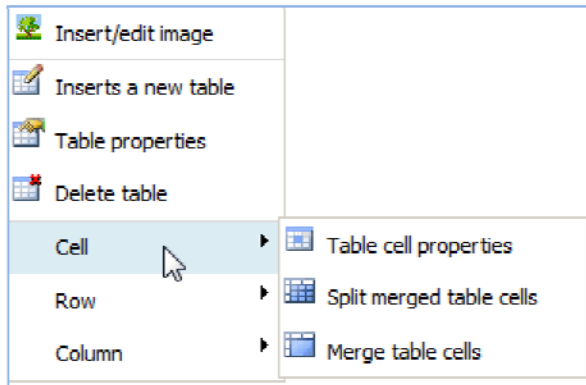 Insert/edit image
Inserts a new table
Table properties
Delete table
Cell
Table cell properties
Split merged table cells
Row
Merge table cells
Column